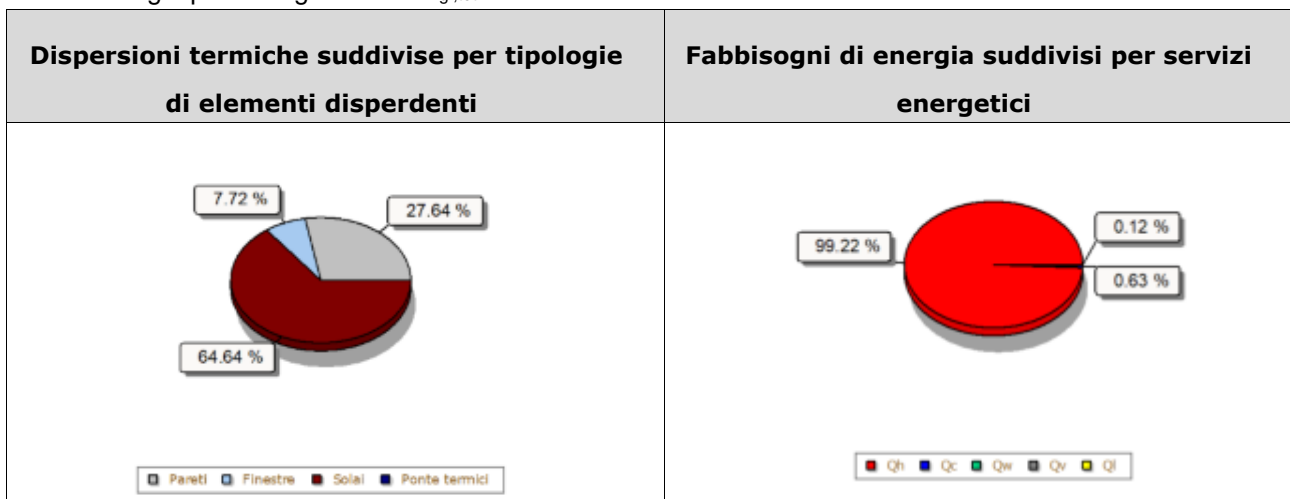 Dispersioni termiche suddivise per tipologie
di elementi disperdenti
Fabbisogni di energia suddivisi per servizi
energetici
7.72 %
27.64 %
64.64 %
Pareti Finestre Solai Ponte termici
99.22 %
0.12 %
0.63 %
Qh Qc Qw Qv Ql